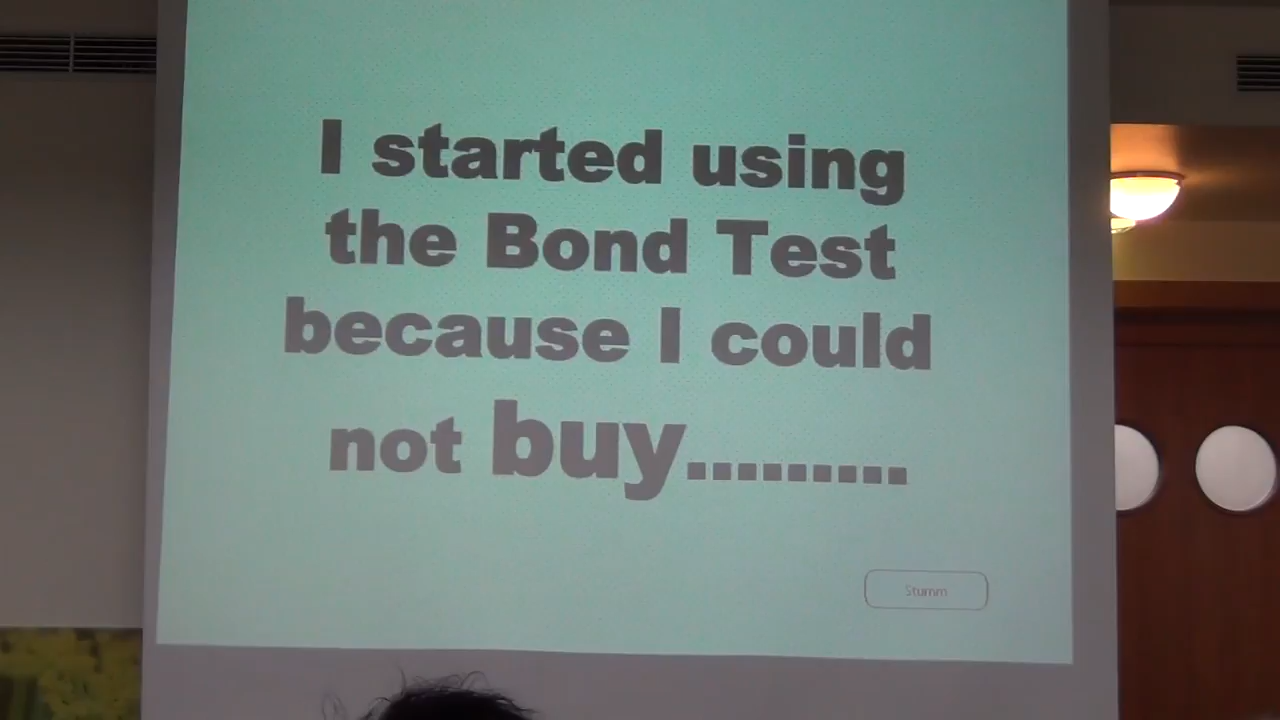 I started using
the Bond Test
because I could
not buy.........
Stumm